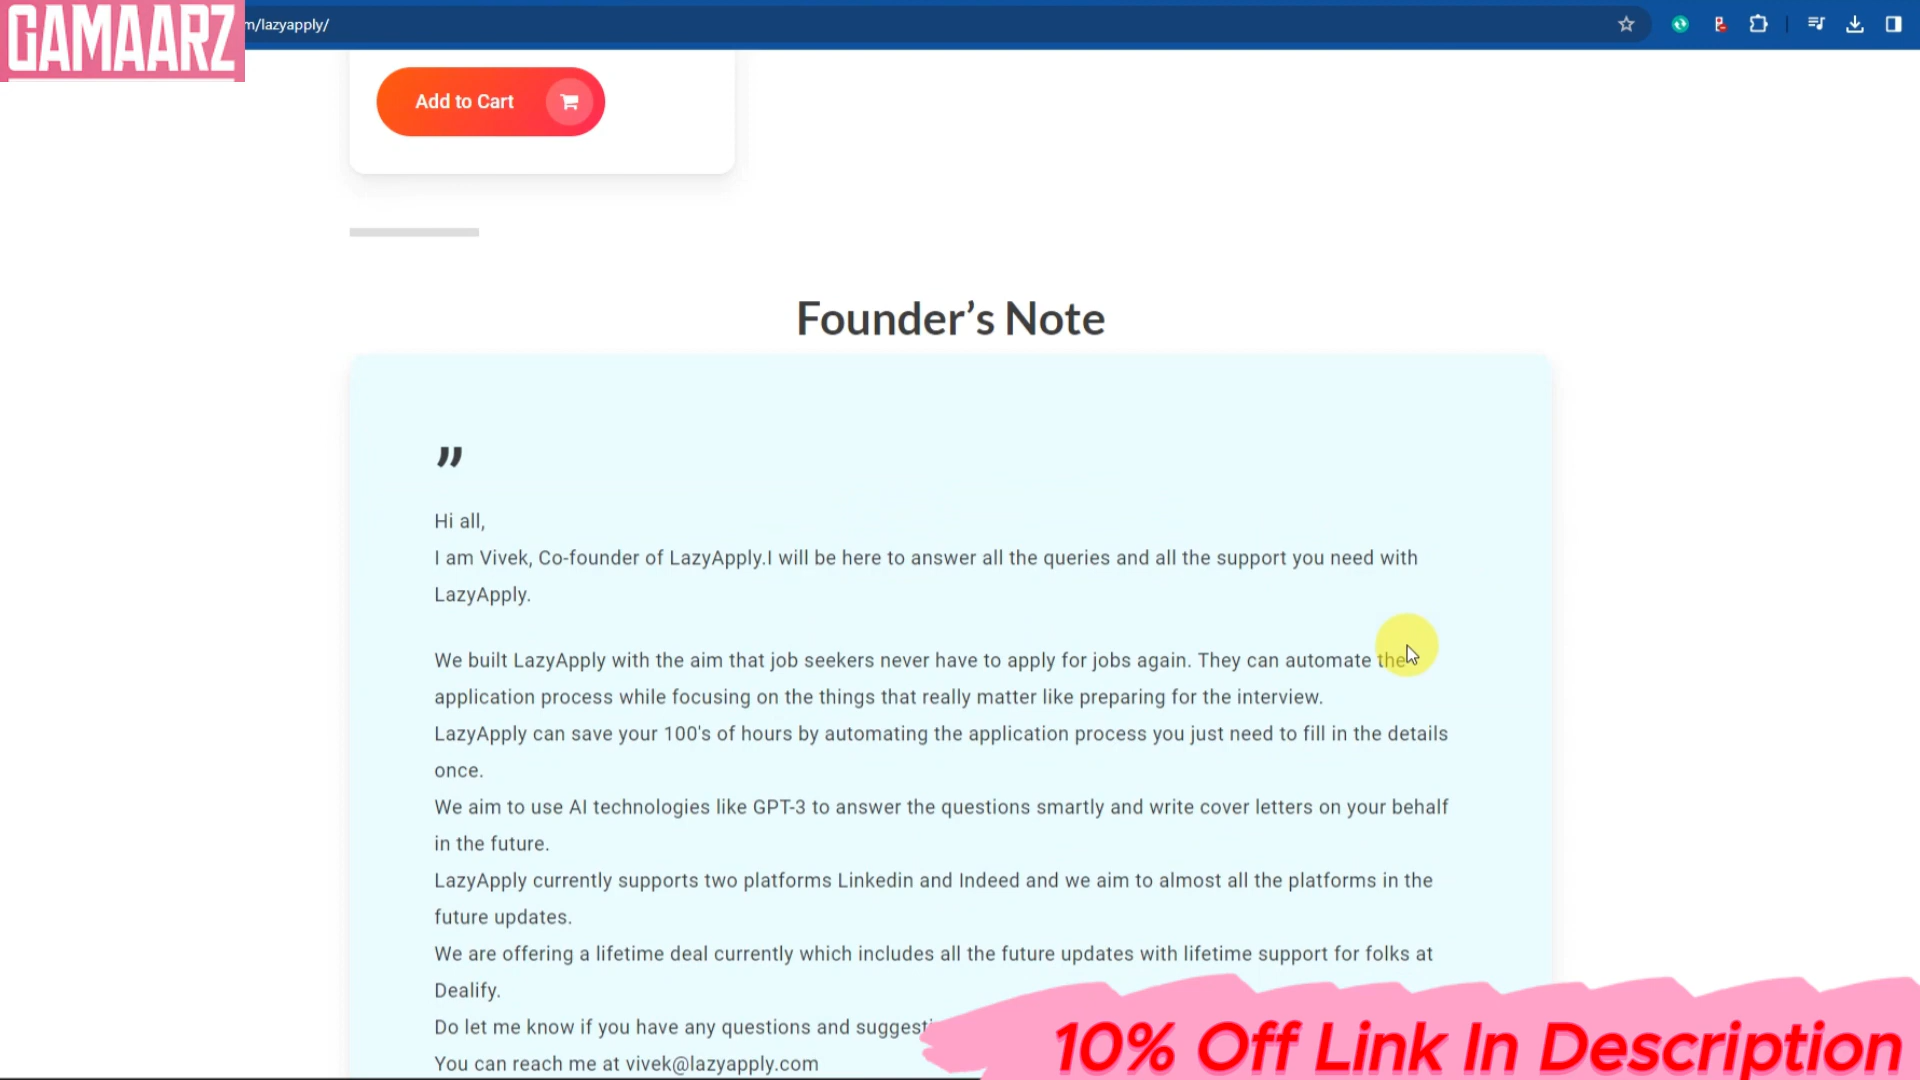 GAMAARZ
m/lazyapply/
Add to Cart
Founder’s Note
”
Hi all,
I am Vivek, Co-founder of LazyApply.I will be here to answer all the queries and all the support you need with
LazyApply.
We built LazyApply with the aim that job seekers never have to apply for jobs again. They can automate the
application process while focusing on the things that really matter like preparing for the interview.
LazyApply can save your 100's of hours by automating the application process you just need to fill in the details
once.
We aim to use AI technologies like GPT-3 to answer the questions smartly and write cover letters on your behalf
in the future.
LazyApply currently supports two platforms Linkedin and Indeed and we aim to almost all the platforms in the
future updates.
We are offering a lifetime deal currently which includes all the future updates with lifetime support for folks at
Dealify.
Do let me know if you have any questions and
You can reach me at vivek@lazyapply.com
10% Off Link In Description